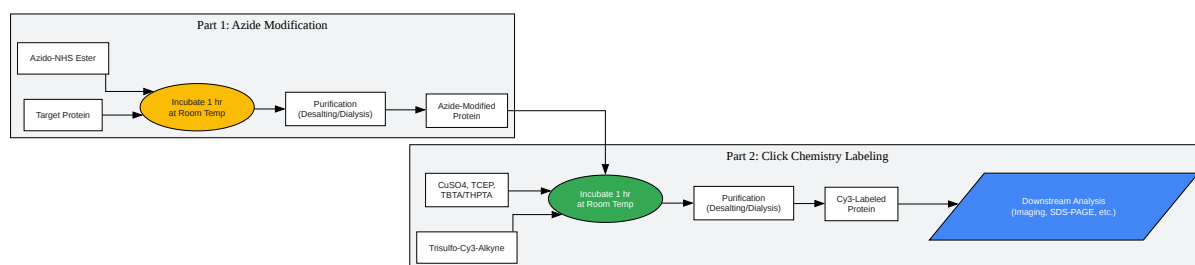 Part 1: Azide Modification
Azido-NHS Ester
Target Protein
Incubate 1 hr
at Room Temp
Purification
(Desalting/Dialysis)
Azide-Modified
Protein
Part 2: Click Chemistry Labeling
CuSO4, TCEP,
TBTA/THPTA
Trisulfo-Cy3-Alkyne
Incubate 1 hr
at Room Temp
Purification
(Desalting/Dialysis)
Cy3-Labeled
Protein
Downstream Analysis
(Imaging, SDS-PAGE, etc.)